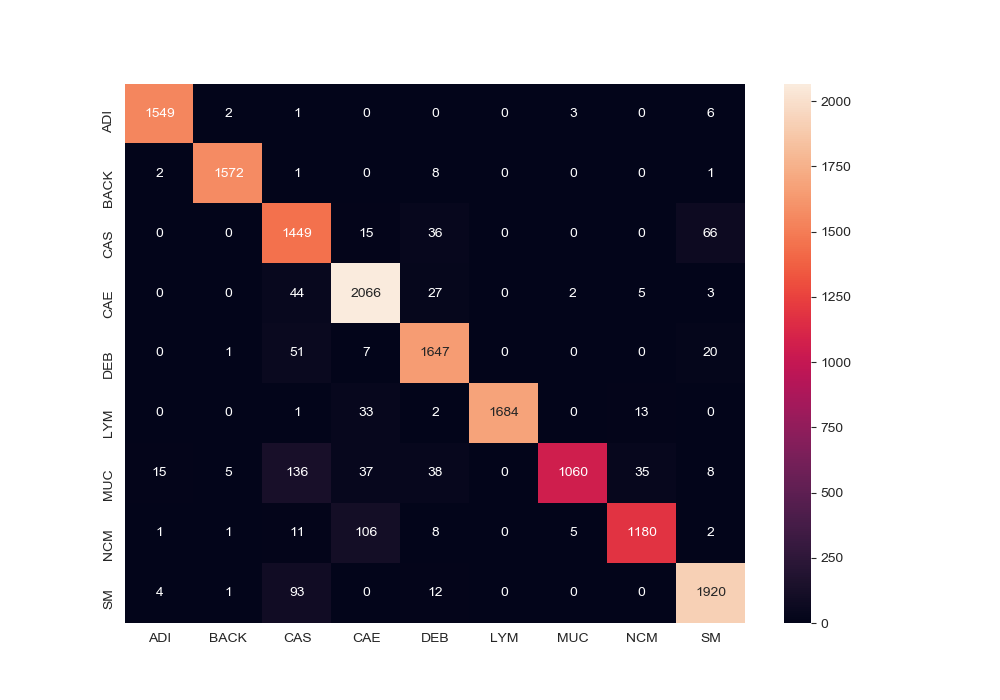 ADI 1549 2 1 0 0 0 3 0 6
BACK 2 1572 1 0 8 0 0 0 1
CAS 0 0 1449 15 36 0 0 0 66
CAE 0 0 44 2066 27 0 2 5 3
DEB 0 1 51 7 1647 0 0 0 20
LYM 0 0 1 33 2 1684 0 13 0
MUC 15 5 136 37 38 0 1060 35 8
NCM 1 1 11 106 8 0 5 1180 2
SM 4 1 93 0 12 0 0 0 1920
ADI BACK CAS CAE DEB LYM MUC NCM SM
2000
1750
1500
1250
1000
750
500
250
0